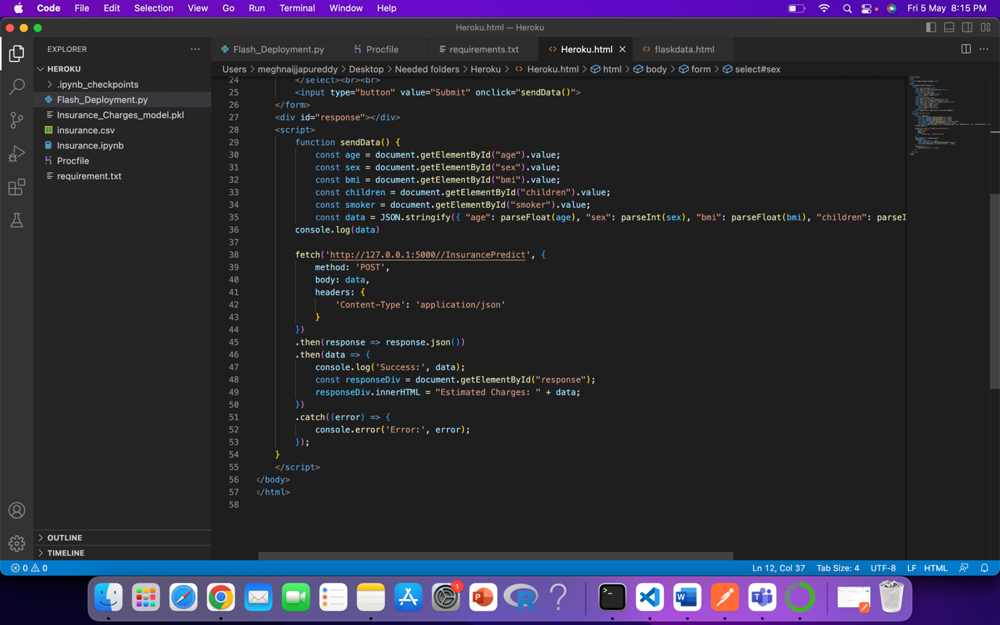 Code File Edit Selection View Go Run Terminal Window Help Fri 5 May 8:15 PM
Heroku.html — Heroku
EXPLORER
Flash_Deployment.py Procfile requirements.txt Heroku.html flaskdata.html
HEROKU
Users > meghnaijjapureddy > Desktop > Needed folders > Heroku > Heroku.html > html > body > form > select#sex
.ipynb_checkpoints
Flash_Deployment.py
Insurance_Charges_model.pkl
insurance.csv
Insurance.ipynb
Procfile
requirement.txt
24 </select><br><br>
25 <input type="button" value="Submit" onclick="sendData()">
26 </form>
27 <div id="response"></div>
28 <script>
29 function sendData() {
30 const age = document.getElementById("age").value;
31 const sex = document.getElementById("sex").value;
32 const bmi = document.getElementById("bmi").value;
33 const children = document.getElementById("children").value;
34 const smoker = document.getElementById("smoker").value;
35 const data = JSON.stringify({ "age": parseFloat(age), "sex": parseInt(sex), "bmi": parseFloat(bmi), "children": parseI
36 console.log(data)
37
38 fetch('http://127.0.0.1:5000//InsurancePredict', {
39 method: 'POST',
40 body: data,
41 headers: {
42 'Content-Type': 'application/json'
43 }
44 })
45 .then(response => response.json())
46 .then(data => {
47 console.log('Success:', data);
48 const responseDiv = document.getElementById("response");
49 responseDiv.innerHTML = "Estimated Charges: " + data;
50 })
51 .catch((error) => {
52 console.error('Error:', error);
53 });
54 }
55 </script>
56 </body>
57 </html>
58
OUTLINE
TIMELINE
0 0 Ln 12, Col 37 Tab Size: 4 UTF-8 LF HTML
1